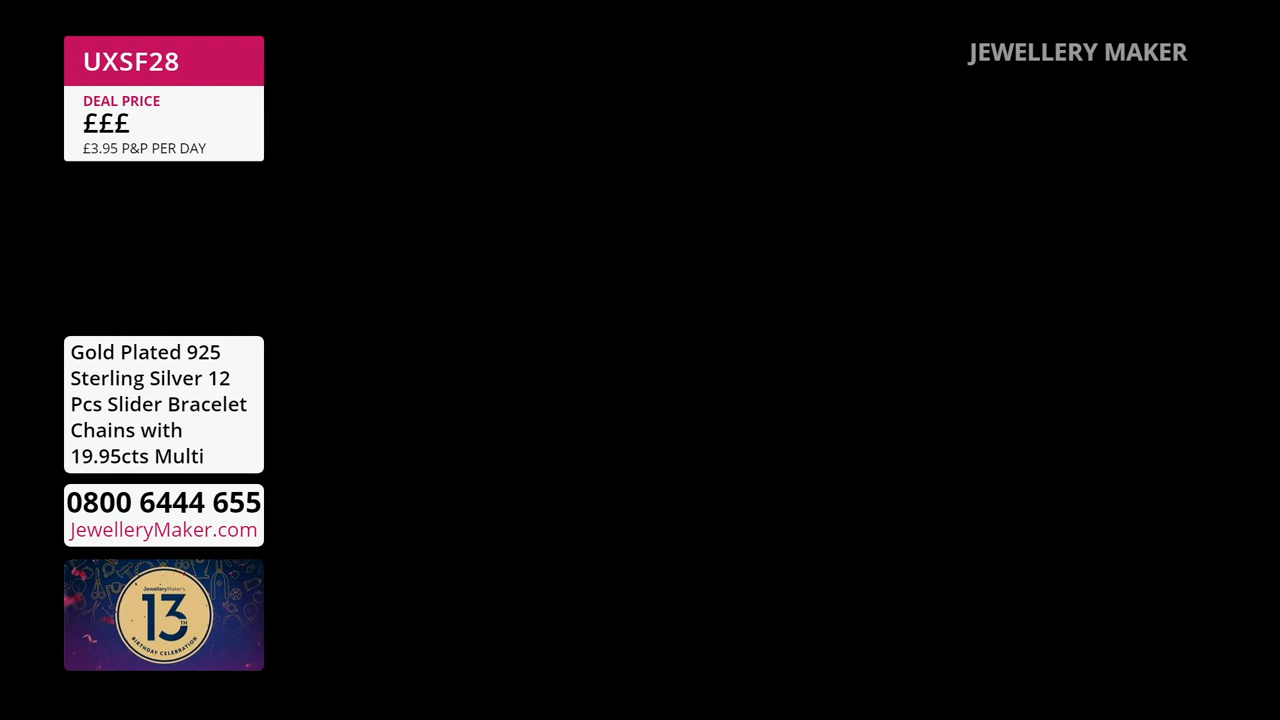 UXSF28
JEWELLERY MAKER
DEAL PRICE
£££
£3.95 P&P PER DAY
Gold Plated 925
Sterling Silver 12
Pcs Slider Bracelet
Chains with
19.95cts Multi
0800 6444 655
JewelleryMaker.com
JewelleryMaker's
13TH
BIRTHDAY CELEBRATION